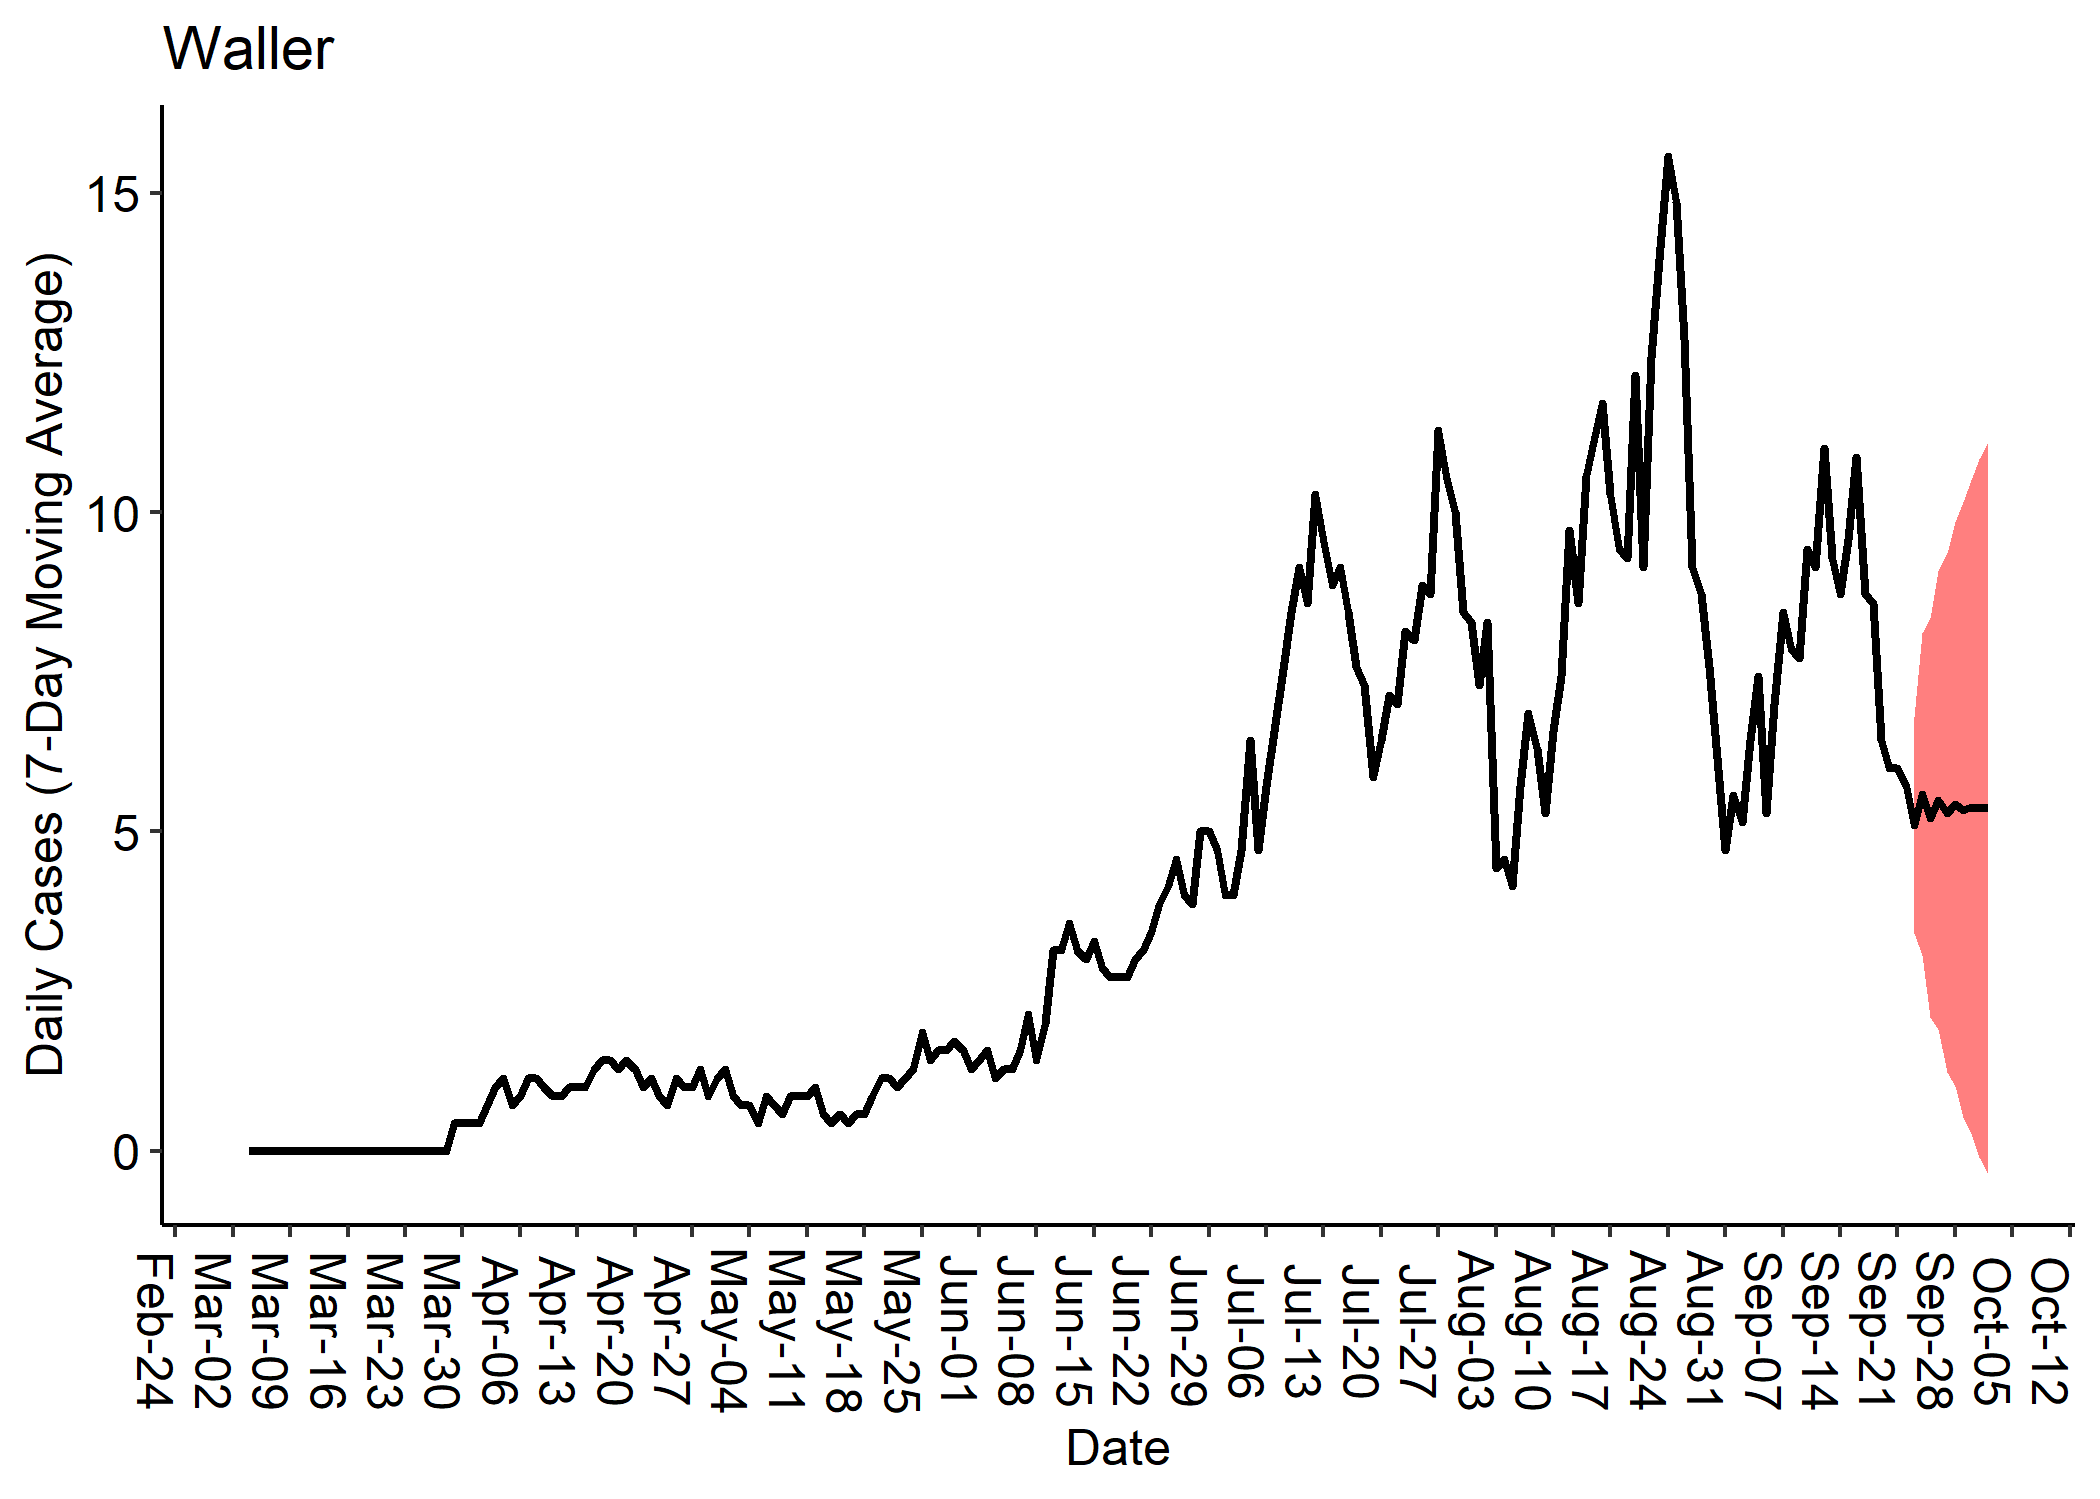 Waller
Daily Cases (7-Day Moving Average)
15
10
5
0
Feb-24
Mar-02
Mar-09
Mar-16
Mar-23
Mar-30
Apr-06
Apr-13
Apr-20
Apr-27
May-04
May-11
May-18
May-25
Jun-01
Jun-08
Jun-15
Jun-22
Jun-29
Jul-06
Jul-13
Jul-20
Jul-27
Aug-03
Aug-10
Aug-17
Aug-24
Aug-31
Sep-07
Sep-14
Sep-21
Sep-28
Oct-05
Oct-12
Date